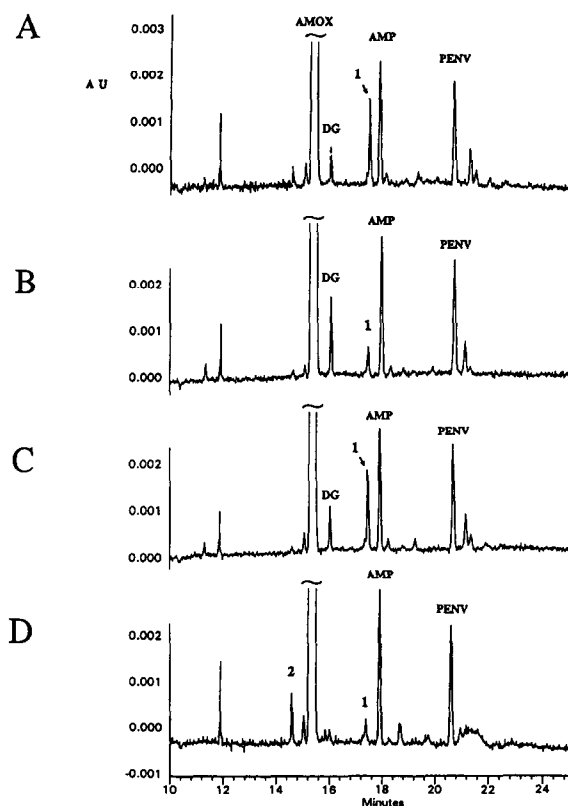 A
0.003
AMOX
AMP
PENV
A U
0.002
1
0.001
DG
0.000
B
AMP
PENV
DG
0.002
0.001
1
0.000
C
AMP
PENV
1
0.002
DG
0.001
0.000
D
AMP
PENV
0.002
2
0.001
1
0.000
-0.001
10 12 14 16 18 20 22 24
Minutes